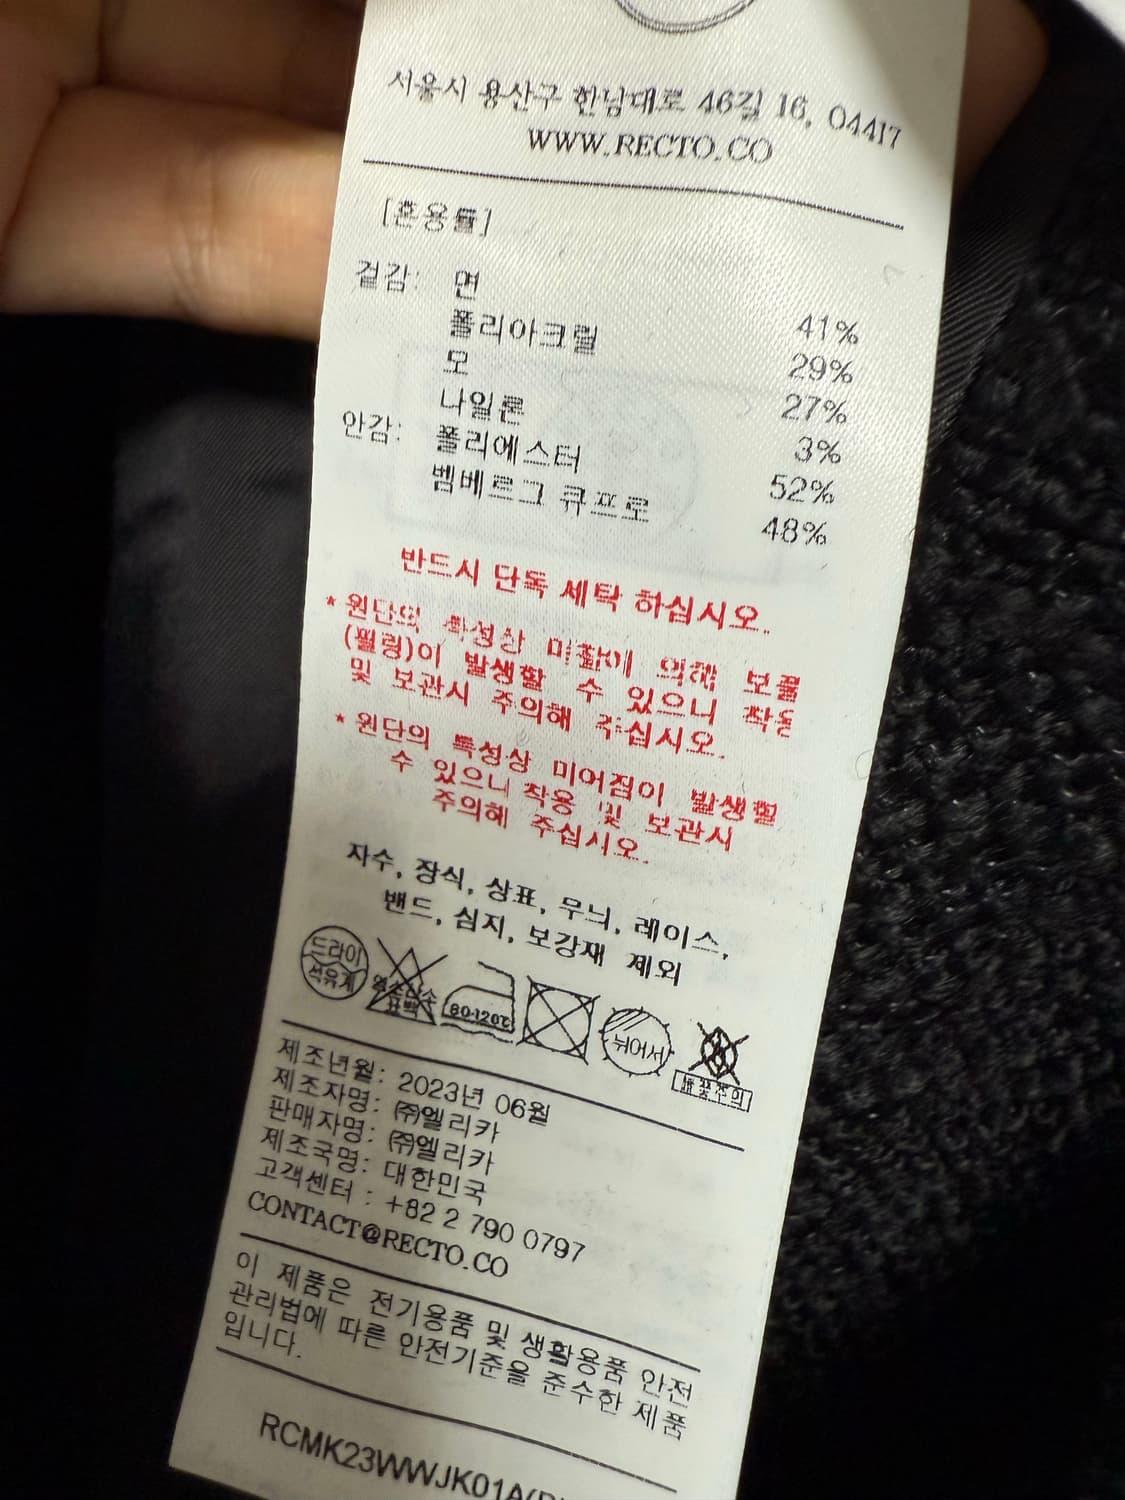 서울시 용산구 한남대로 46길 16, 04417
WWW.RECTO.CO
[혼용률]
겉감: 면 41%
폴리아크릴 29%
모 27%
나일론 3%
안감: 폴리에스터 52%
벰베르그 큐프로 48%
반드시 단독 세탁 하십시오.
* 원단의 특성상 마찰에 의해 보풀
(필링)이 발생할 수 있으니 착용
및 보관시 주의해 주십시오.
* 원단의 특성상 미어짐이 발생할
수 있으니 착용 및 보관시
주의해 주십시오.
자수, 장식, 상표, 무늬, 레이스,
밴드, 심지, 보강재 제외
드라이
석유계
염소산소
표백
80-120℃
뉘어서
불꽃주의
제조년월: 2023년 06월
제조자명: ㈜엘리카
판매자명: ㈜엘리카
제조국명: 대한민국
고객센터 : +82 2 790 0797
CONTACT@RECTO.CO
이 제품은 전기용품 및 생활용품 안전
관리법에 따른 안전기준을 준수한 제품
입니다.
RCMK23WWJK01A(